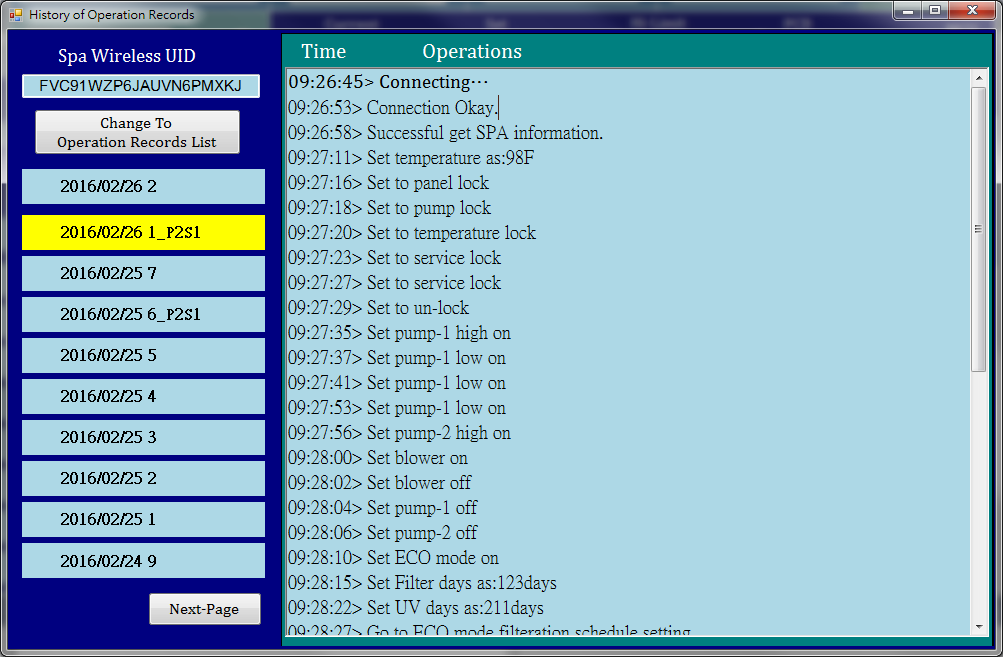 History of Operation Records
Spa Wireless UID
FVC91WZP6JAUVN6PMXKJ
Change To
Operation Records List
2016/02/26 2
2016/02/26 1_P2S1
2016/02/25 7
2016/02/25 6_P2S1
2016/02/25 5
2016/02/25 4
2016/02/25 3
2016/02/25 2
2016/02/25 1
2016/02/24 9
Next-Page
Time Operations
09:26:45> Connecting···
09:26:53> Connection Okay.
09:26:58> Successful get SPA information.
09:27:11> Set temperature as:98F
09:27:16> Set to panel lock
09:27:18> Set to pump lock
09:27:20> Set to temperature lock
09:27:23> Set to service lock
09:27:27> Set to service lock
09:27:29> Set to un-lock
09:27:35> Set pump-1 high on
09:27:37> Set pump-1 low on
09:27:41> Set pump-1 low on
09:27:53> Set pump-1 low on
09:27:56> Set pump-2 high on
09:28:00> Set blower on
09:28:02> Set blower off
09:28:04> Set pump-1 off
09:28:06> Set pump-2 off
09:28:10> Set ECO mode on
09:28:15> Set Filter days as:123days
09:28:22> Set UV days as:211days
09:28:27> Go to ECO mode filteration schedule setting